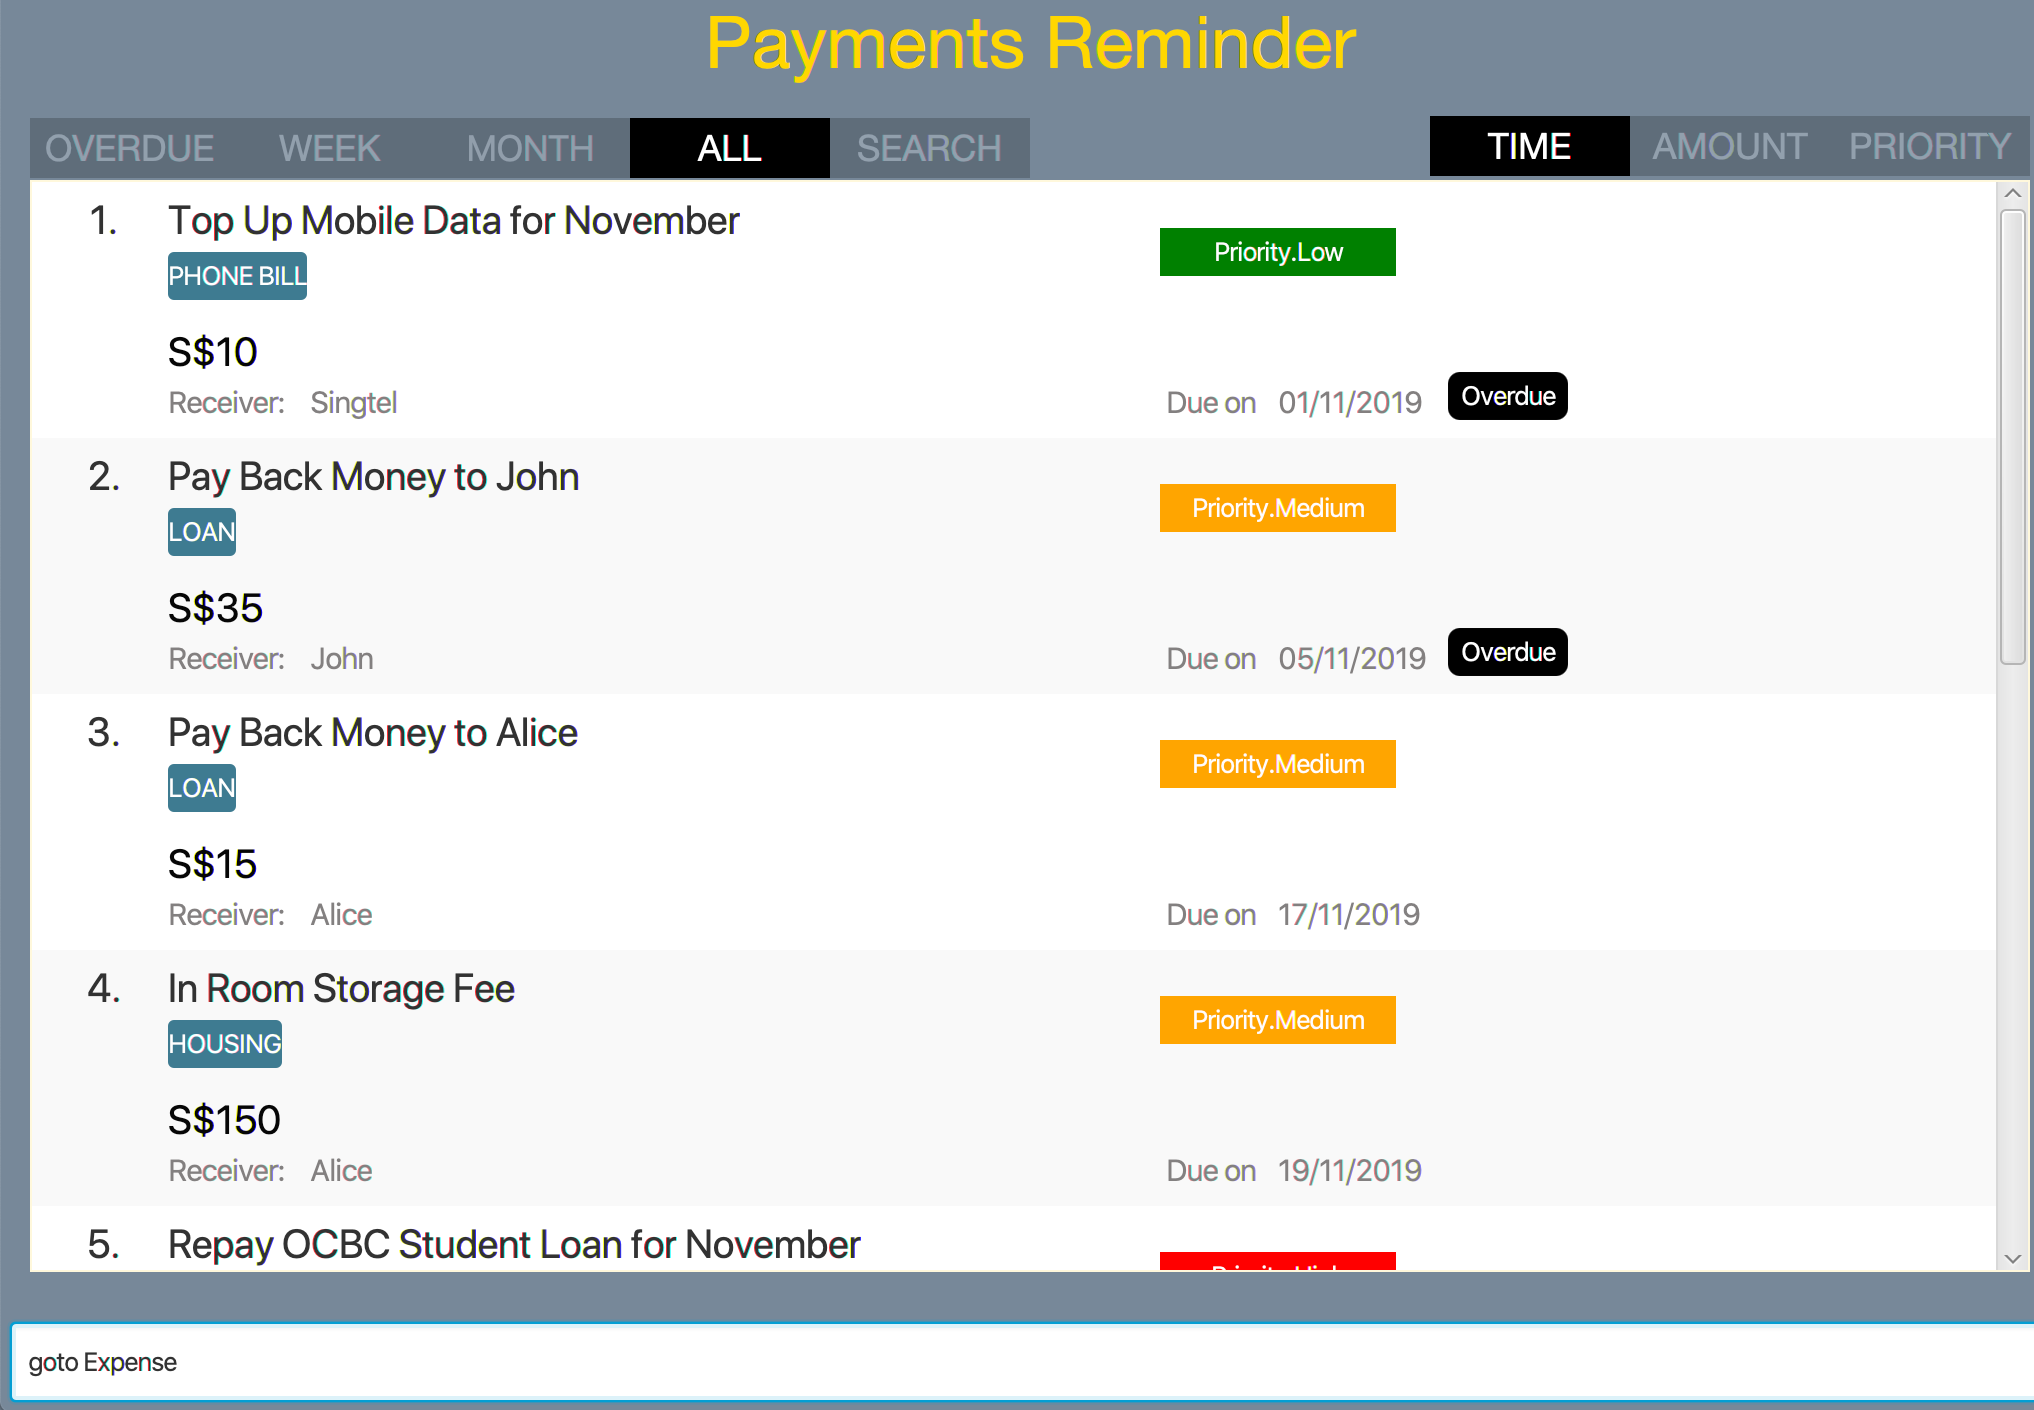 Payments Reminder
OVERDUE WEEK MONTH ALL SEARCH TIME AMOUNT PRIORITY
1. Top Up Mobile Data for November
PHONE BILL
Priority.Low
S$10
Receiver: Singtel
Due on 01/11/2019 Overdue
2. Pay Back Money to John
LOAN
Priority.Medium
S$35
Receiver: John
Due on 05/11/2019 Overdue
3. Pay Back Money to Alice
LOAN
Priority.Medium
S$15
Receiver: Alice
Due on 17/11/2019
4. In Room Storage Fee
HOUSING
Priority.Medium
S$150
Receiver: Alice
Due on 19/11/2019
5. Repay OCBC Student Loan for November
goto Expense